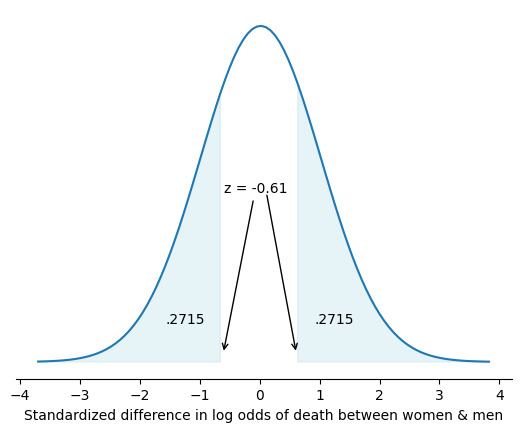 z = -0.61
.2715
.2715
−4 −3 −2 −1 0 1 2 3 4
Standardized difference in log odds of death between women & men